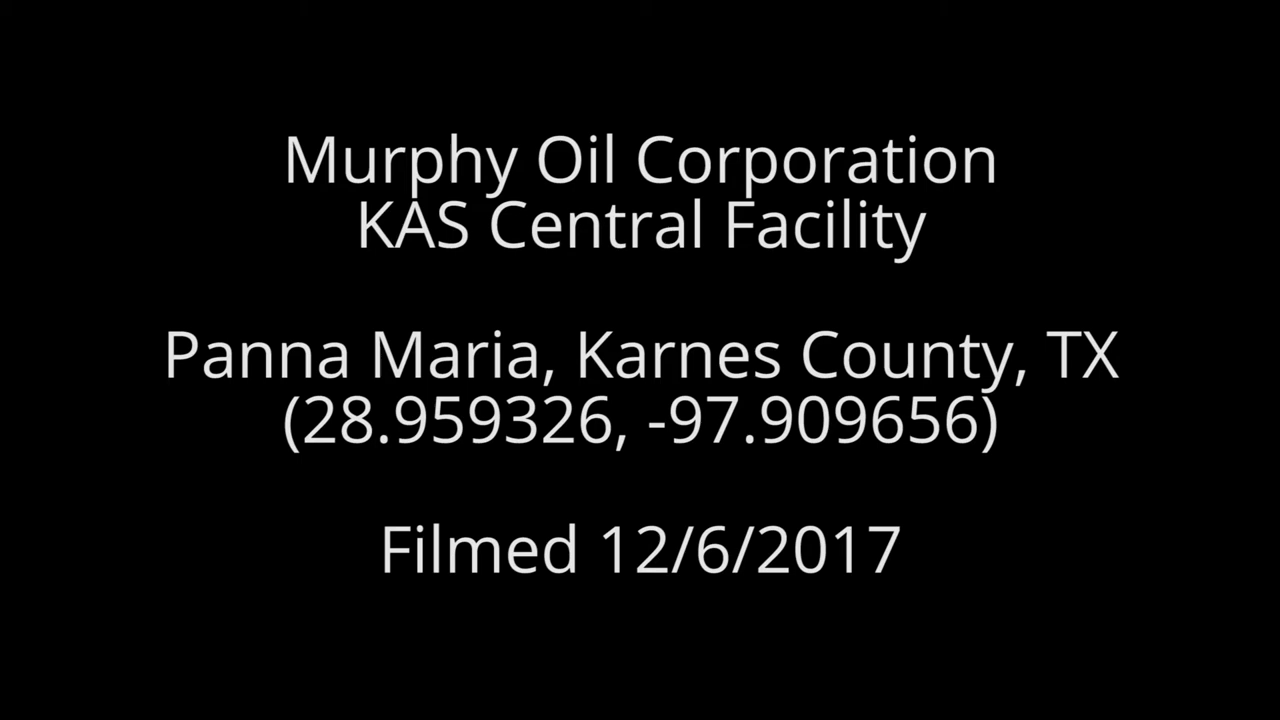 Murphy Oil Corporation
KAS Central Facility
Panna Maria, Karnes County, TX
(28.959326, -97.909656)
Filmed 12/6/2017